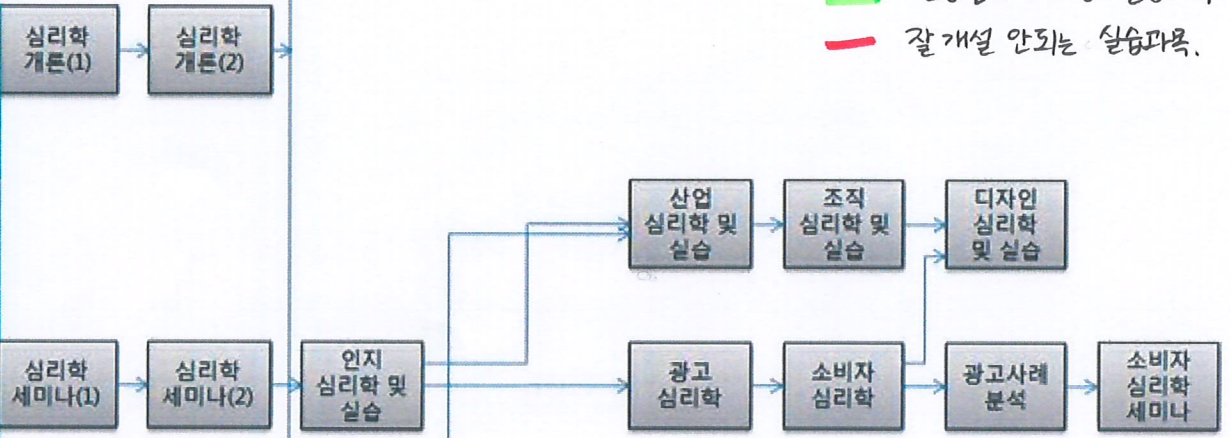 잘 개설 안되는 실습과목.
심리학
개론(1)
심리학
개론(2)
산업
심리학 및
실습
조직
심리학 및
실습
디자인
심리학
및 실습
심리학
세미나(1)
심리학
세미나(2)
인지
심리학 및
실습
광고
심리학
소비자
심리학
광고사례
분석
소비자
심리학
세미나